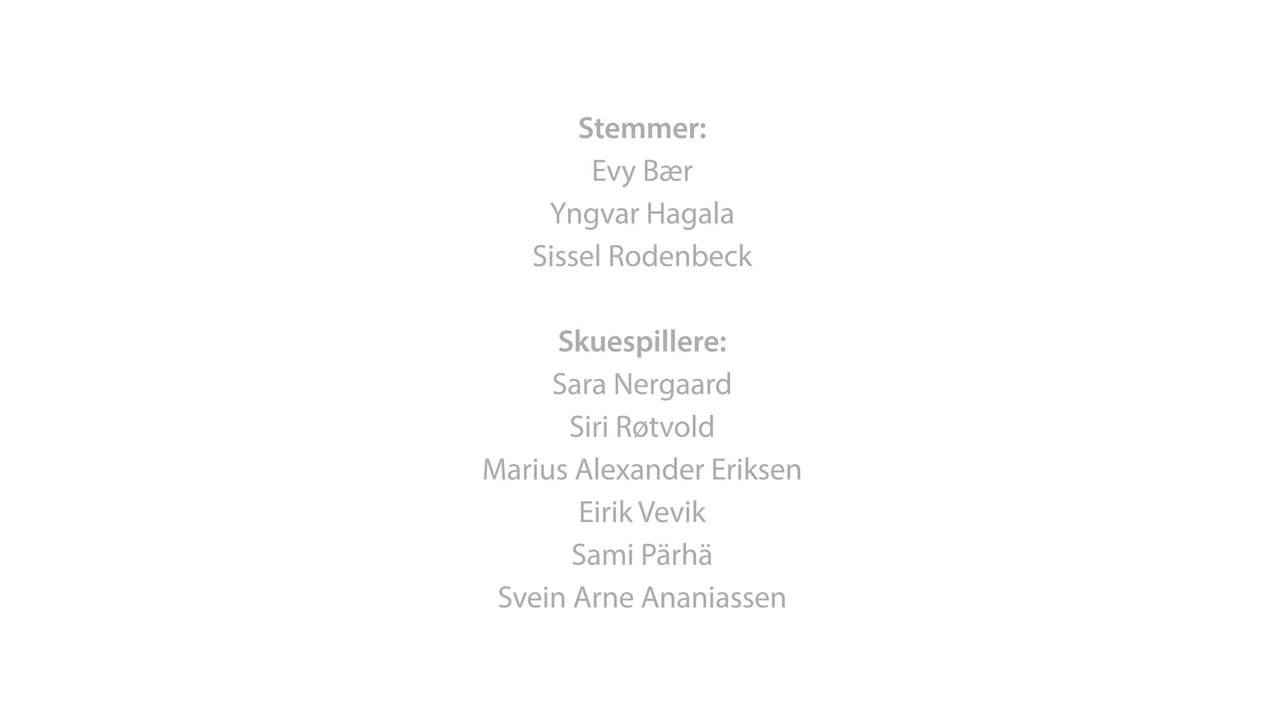 Stemmer:
Evy Bær
Yngvar Hagala
Sissel Rodenbeck
Skuespillere:
Sara Nergaard
Siri Røtvold
Marius Alexander Eriksen
Eirik Vevik
Sami Pärhä
Svein Arne Ananiassen